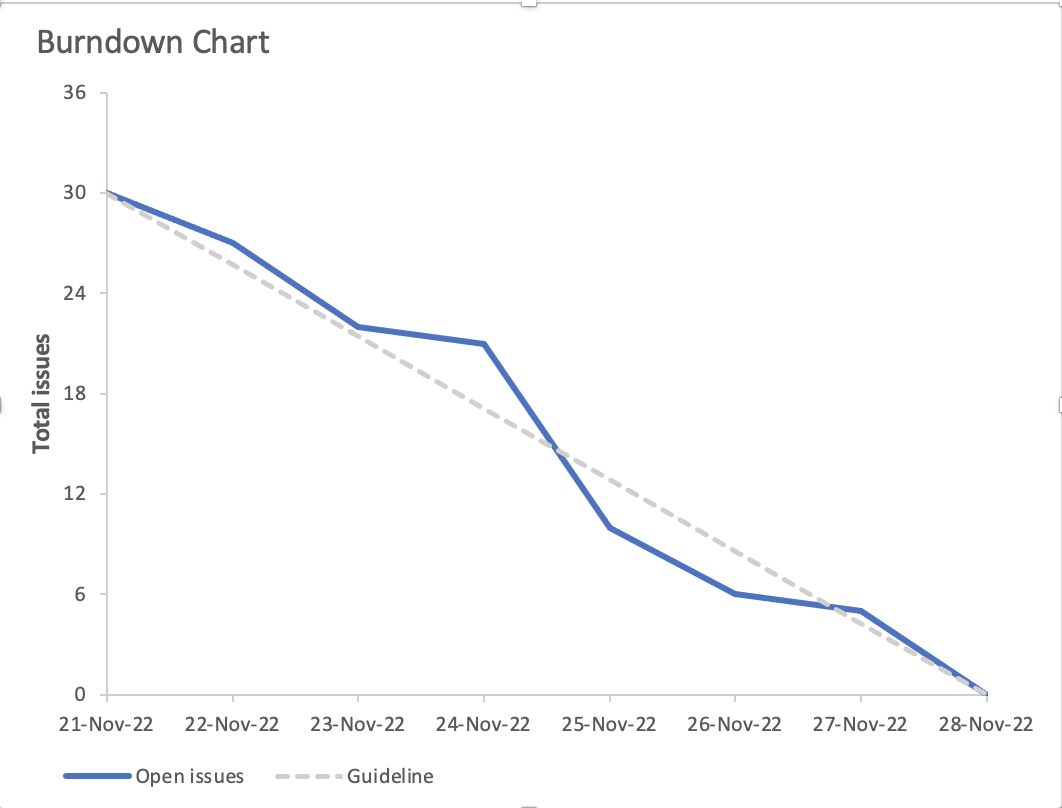 Burndown Chart
36
30
24
18
12
6
0
Total issues
21-Nov-22 22-Nov-22 23-Nov-22 24-Nov-22 25-Nov-22 26-Nov-22 27-Nov-22 28-Nov-22
Open issues Guideline